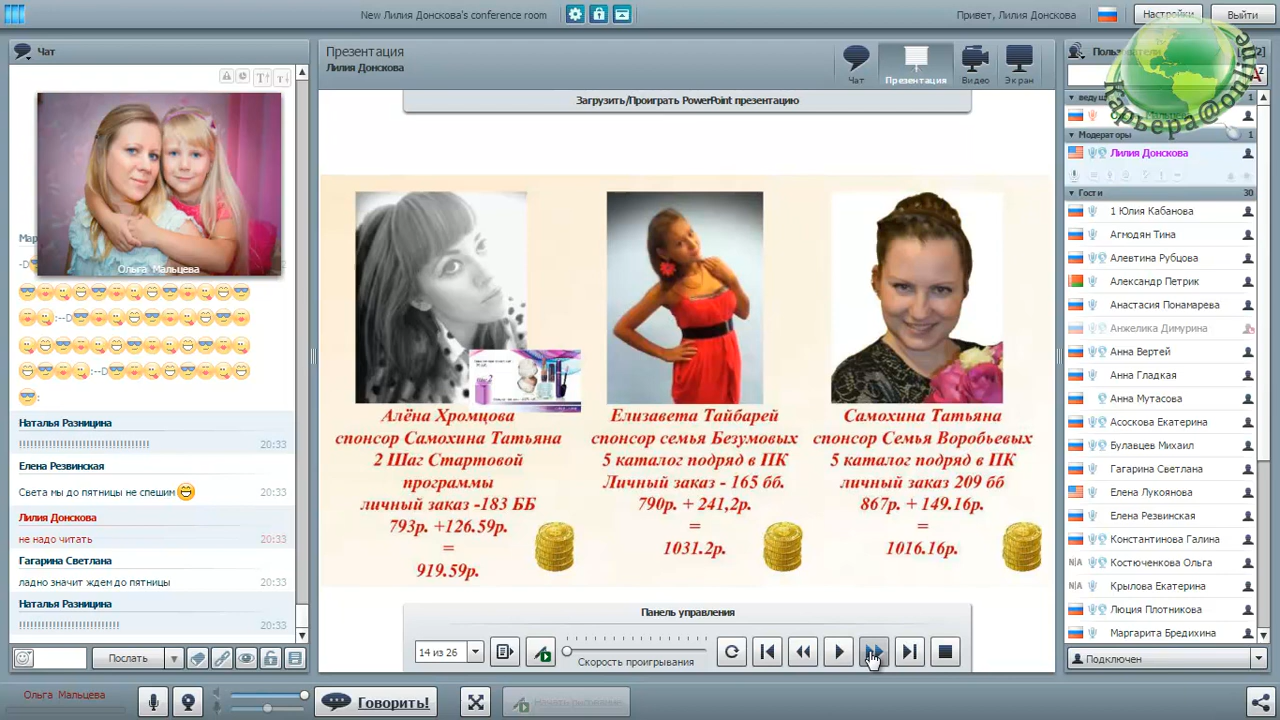 New Лилия Донскова's conference room
Привет, Лилия Донскова
Настройки
Выйти
Чат
Ольга Мальцева
Наталья Разницина
!!!!!!!!!!!!!!!!!!!!!!!!!!!!!!!!! 20:33
Елена Резвинская
Света мы до пятницы не спешим 20:33
Лилия Донскова
не надо читать 20:33
Гагарина Светлана
ладно значит ждем до пятницы 20:33
Наталья Разницина
!!!!!!!!!!!!!!!!!!!!!!!!!! 20:33
Послать
Презентация
Лилия Донскова
Чат
Презентация
Видео
Экран
Загрузить/Проиграть PowerPoint презентацию
Алёна Хромцова
спонсор Самохина Татьяна
2 Шаг Стартовой
программы
личный заказ -183 ББ
793р. +126.59р.
=
919.59р.
Елизавета Тайбарей
спонсор семья Безумовых
5 каталог подряд в ПК
Личный заказ - 165 бб.
790р. + 241,2р.
=
1031.2р.
Самохина Татьяна
спонсор Семья Воробьевых
5 каталог подряд в ПК
личный заказ 209 бб
867р. + 149.16р.
=
1016.16р.
Панель управления
14 из 26
Скорость проигрывания
карьера@online
Модераторы 1
Лилия Донскова
Гости 30
1 Юлия Кабанова
Агмодян Тина
Алевтина Рубцова
Александр Петрик
Анастасия Понамарева
Анжелика Димурина
Анна Вертей
Анна Гладкая
Анна Мутасова
Асоскова Екатерина
Булавцев Михаил
Гагарина Светлана
Елена Лукоянова
Елена Резвинская
Константинова Галина
N/A Костюченкова Ольга
N/A Крылова Екатерина
Люция Плотникова
Маргарита Бредихина
Подключен
Ольга Мальцева
Говорить!